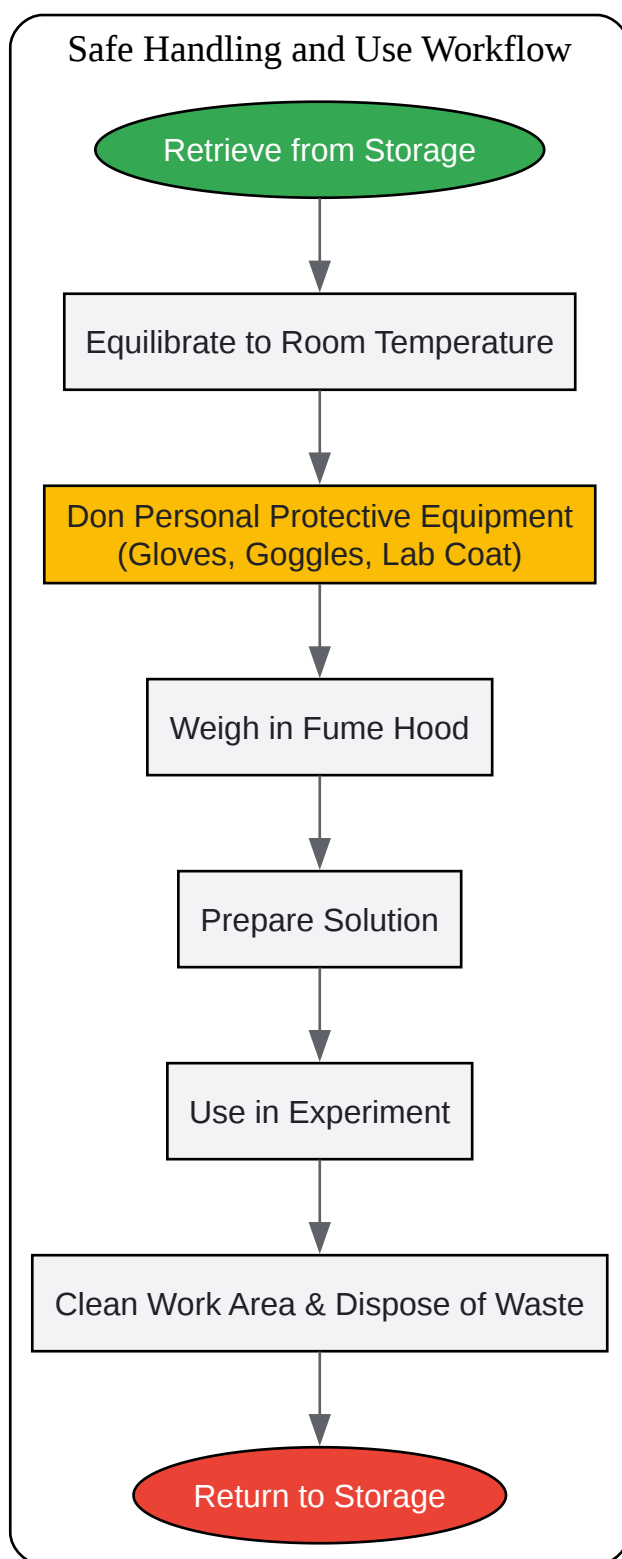 Safe Handling and Use Workflow
Retrieve from Storage
Equilibrate to Room Temperature
Don Personal Protective Equipment
(Gloves, Goggles, Lab Coat)
Weigh in Fume Hood
Prepare Solution
Use in Experiment
Clean Work Area & Dispose of Waste
Return to Storage